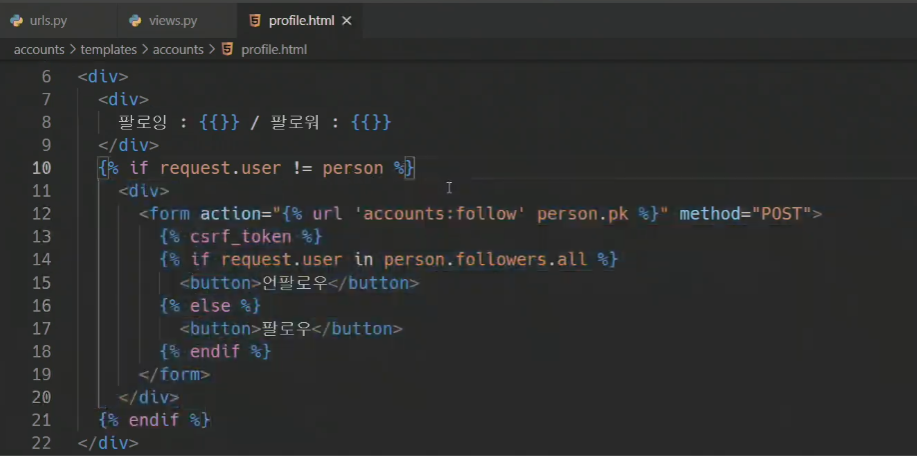 urls.py views.py profile.html
accounts > templates > accounts > profile.html
6 <div>
7 <div>
8 팔로잉 : {{}} / 팔로워 : {{}}
9 </div>
10 {% if request.user != person %}
11 <div>
12 <form action="{% url 'accounts:follow' person.pk %}" method="POST">
13 {% csrf_token %}
14 {% if request.user in person.followers.all %}
15 <button>언팔로우</button>
16 {% else %}
17 <button>팔로우</button>
18 {% endif %}
19 </form>
20 </div>
21 {% endif %}
22 </div>